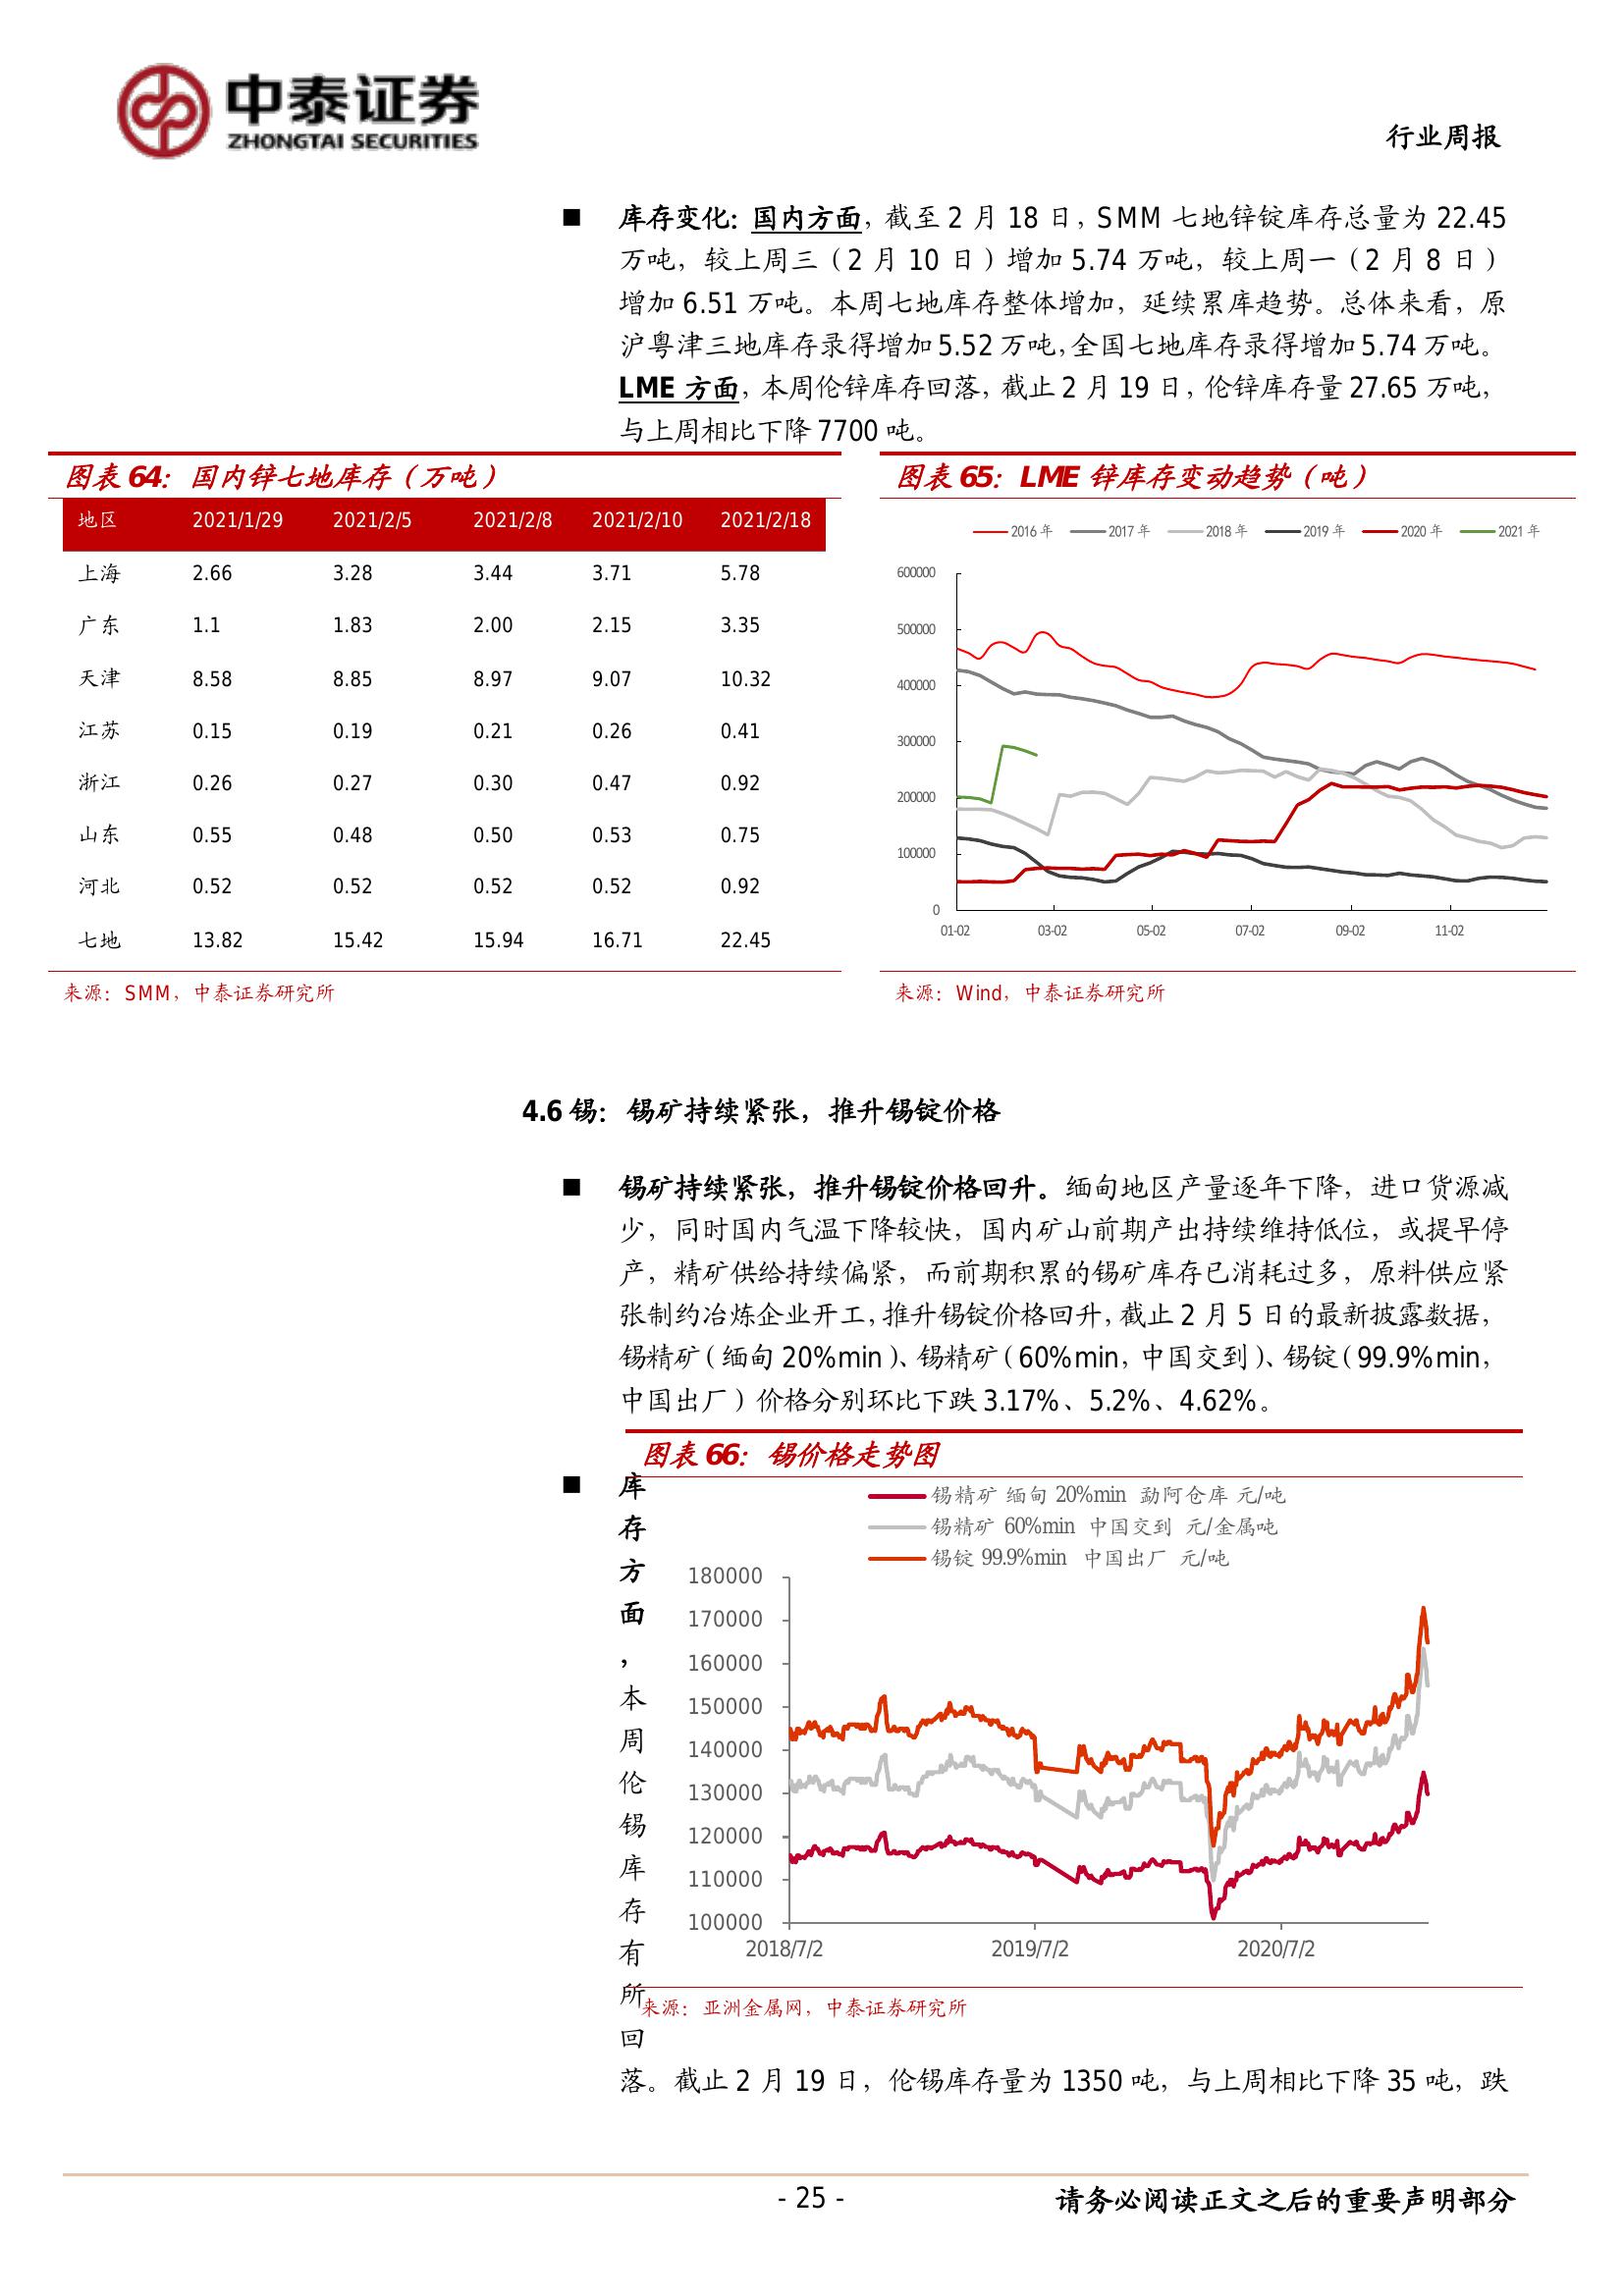 中泰证券
ZHONGTAI SECURITIES
行业周报
■ 库存变化：国内方面，截至 2 月 18 日，SMM 七地锌锭库存总量为 22.45
万吨，较上周三（2 月 10 日）增加 5.74 万吨，较上周一（2 月 8 日）
增加 6.51 万吨。本周七地库存整体增加，延续累库趋势。总体来看，原
沪粤津三地库存录得增加 5.52 万吨，全国七地库存录得增加 5.74 万吨。
LME 方面，本周伦锌库存回落，截止 2 月 19 日，伦锌库存量 27.65 万吨，
与上周相比下降 7700 吨。
图表 64：国内锌七地库存（万吨）
地区 2021/1/29 2021/2/5 2021/2/8 2021/2/10 2021/2/18
上海 2.66 3.28 3.44 3.71 5.78
广东 1.1 1.83 2.00 2.15 3.35
天津 8.58 8.85 8.97 9.07 10.32
江苏 0.15 0.19 0.21 0.26 0.41
浙江 0.26 0.27 0.30 0.47 0.92
山东 0.55 0.48 0.50 0.53 0.75
河北 0.52 0.52 0.52 0.52 0.92
七地 13.82 15.42 15.94 16.71 22.45
来源：SMM，中泰证券研究所
图表 65：LME 锌库存变动趋势（吨）
2016 年 2017 年 2018 年 2019 年 2020 年 2021 年
600000
500000
400000
300000
200000
100000
0
01-02 03-02 05-02 07-02 09-02 11-02
来源：Wind，中泰证券研究所
4.6 锡：锡矿持续紧张，推升锡锭价格
■ 锡矿持续紧张，推升锡锭价格回升。缅甸地区产量逐年下降，进口货源减
少，同时国内气温下降较快，国内矿山前期产出持续维持低位，或提早停
产，精矿供给持续偏紧，而前期积累的锡矿库存已消耗过多，原料供应紧
张制约冶炼企业开工，推升锡锭价格回升，截止 2 月 5 日的最新披露数据，
锡精矿（缅甸 20%min）、锡精矿（60%min，中国交到）、锡锭（99.9%min，
中国出厂）价格分别环比下跌 3.17%、5.2%、4.62%。
图表 66：锡价格走势图
锡精矿 缅甸 20%min 勐阿仓库 元/吨
锡精矿 60%min 中国交到 元/金属吨
锡锭 99.9%min 中国出厂 元/吨
180000
170000
160000
150000
140000
130000
120000
110000
100000
2018/7/2 2019/7/2 2020/7/2
来源：亚洲金属网，中泰证券研究所
■ 库
存
方
面
，
本
周
伦
锡
库
存
有
所
回
落。截止 2 月 19 日，伦锡库存量为 1350 吨，与上周相比下降 35 吨，跌
- 25 -
请务必阅读正文之后的重要声明部分